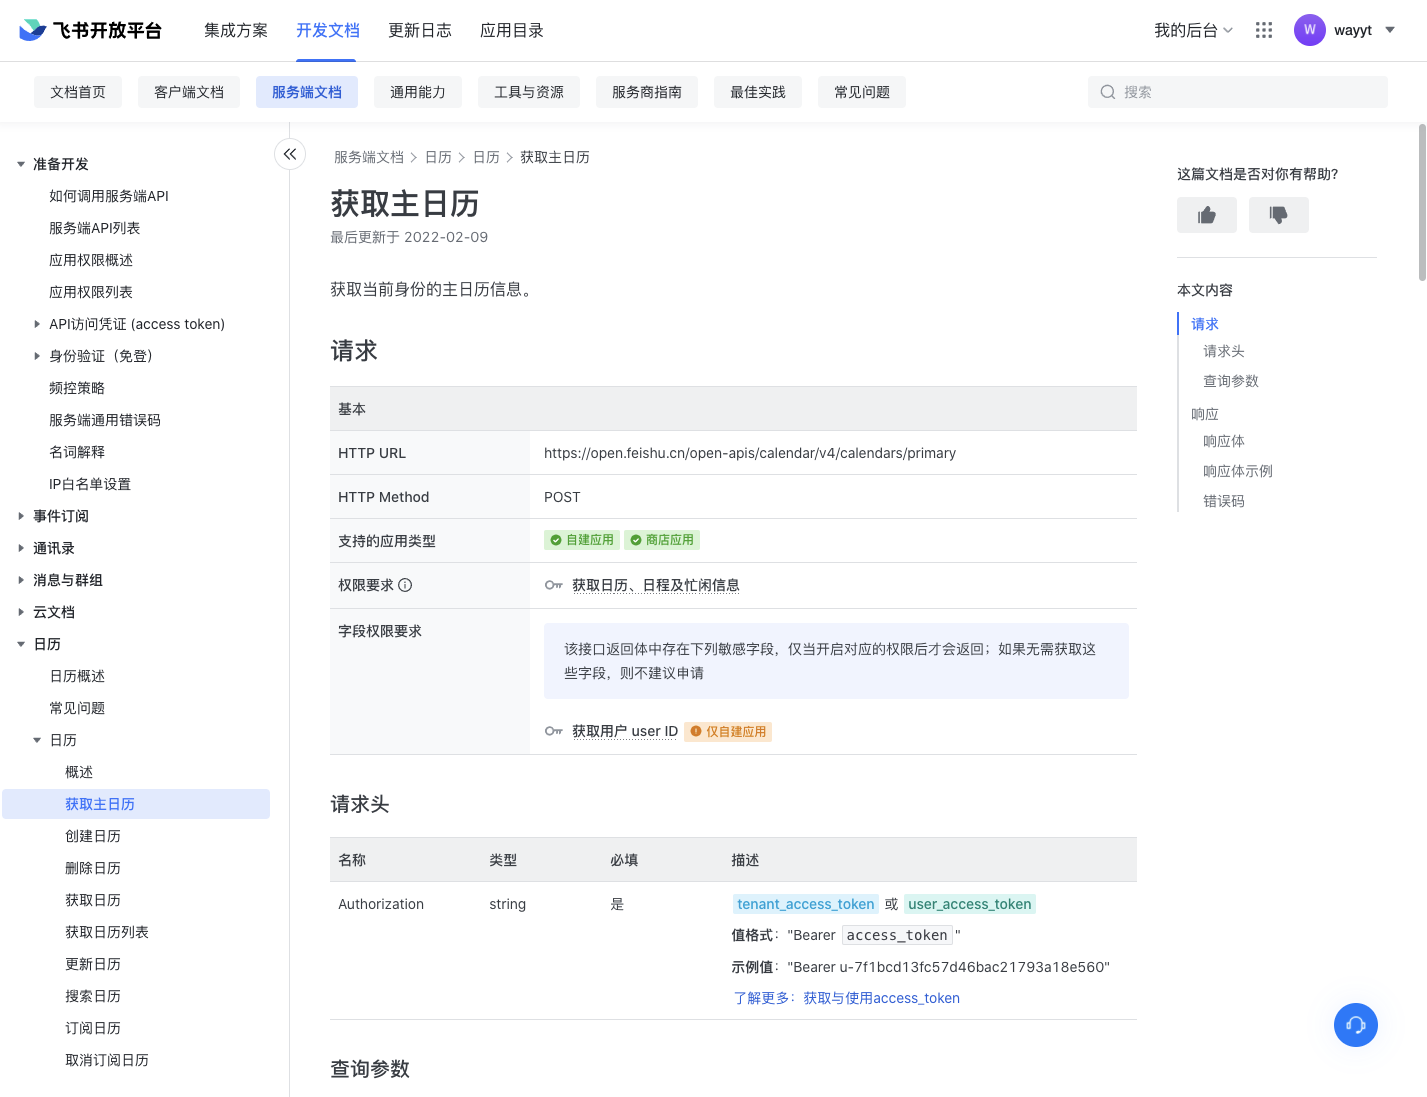 飞书开放平台
集成方案 开发文档 更新日志 应用目录
我的后台
W wayyt
文档首页 客户端文档 服务端文档 通用能力 工具与资源 服务商指南 最佳实践 常见问题
搜索
准备开发
如何调用服务端API
服务端API列表
应用权限概述
应用权限列表
API访问凭证 (access token)
身份验证（免登）
频控策略
服务端通用错误码
名词解释
IP白名单设置
事件订阅
通讯录
消息与群组
云文档
日历
日历概述
常见问题
日历
概述
获取主日历
创建日历
删除日历
获取日历
获取日历列表
更新日历
搜索日历
订阅日历
取消订阅日历
服务端文档 > 日历 > 日历 > 获取主日历
获取主日历
最后更新于 2022-02-09
获取当前身份的主日历信息。
请求
基本
HTTP URL https://open.feishu.cn/open-apis/calendar/v4/calendars/primary
HTTP Method POST
支持的应用类型 自建应用 商店应用
权限要求 获取日历、日程及忙闲信息
字段权限要求
该接口返回体中存在下列敏感字段，仅当开启对应的权限后才会返回；如果无需获取这
些字段，则不建议申请
获取用户 user ID 仅自建应用
请求头
名称 类型 必填 描述
Authorization string 是 tenant_access_token 或 user_access_token
值格式："Bearer access_token"
示例值："Bearer u-7f1bcd13fc57d46bac21793a18e560"
了解更多：获取与使用access_token
查询参数
这篇文档是否对你有帮助?
本文内容
请求
请求头
查询参数
响应
响应体
响应体示例
错误码